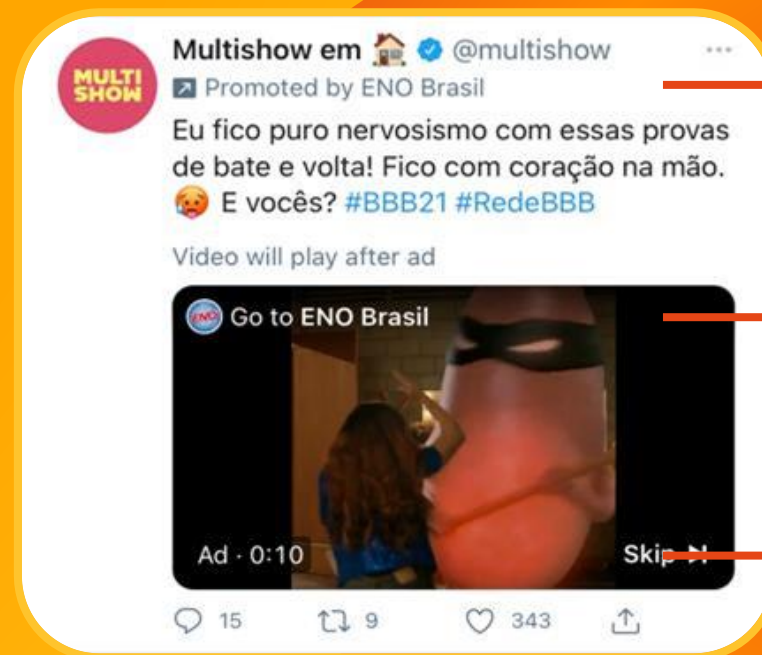 MULTI
SHOW
Multishow em 🏠 @multishow
Promoted by ENO Brasil
Eu fico puro nervosismo com essas provas
de bate e volta! Fico com coração na mão.
🥵 E vocês? #BBB21 #RedeBBB
Video will play after ad
ENO Go to ENO Brasil
Ad · 0:10
Skip
15 9 343